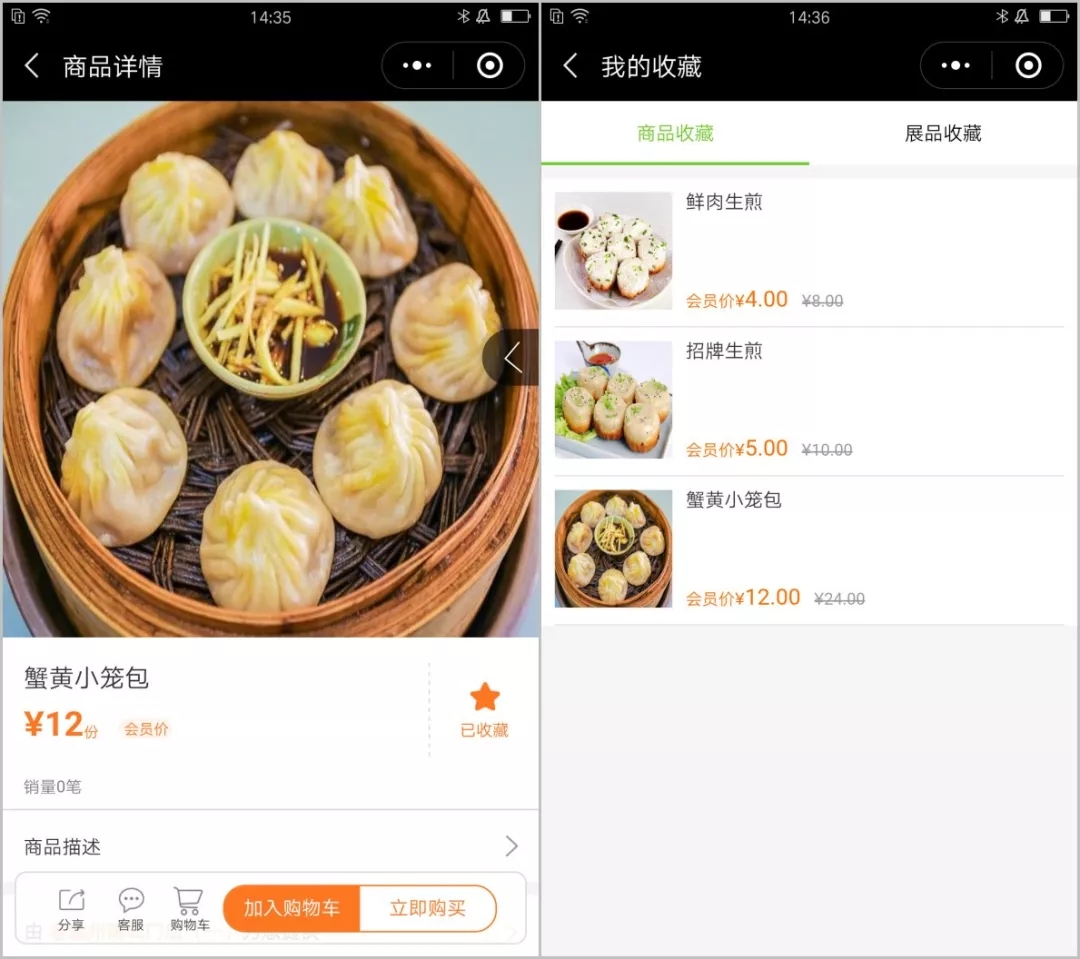 14:35
商品详情
蟹黄小笼包
¥12份 会员价
已收藏
销量0笔
商品描述
分享 客服 购物车 加入购物车 立即购买
14:36
我的收藏
商品收藏 展品收藏
鲜肉生煎
会员价¥4.00 ¥8.00
招牌生煎
会员价¥5.00 ¥10.00
蟹黄小笼包
会员价¥12.00 ¥24.00